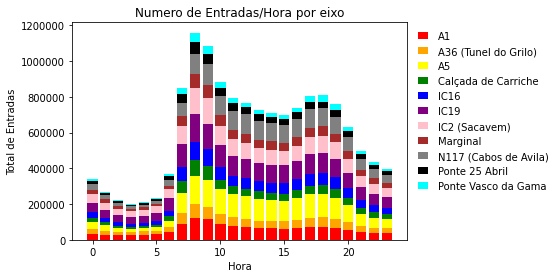 Numero de Entradas/Hora por eixo
1200000
1000000
800000
600000
400000
200000
0
Total de Entradas
0 5 10 15 20
Hora
A1
A36 (Tunel do Grilo)
A5
Calçada de Carriche
IC16
IC19
IC2 (Sacavem)
Marginal
N117 (Cabos de Avila)
Ponte 25 Abril
Ponte Vasco da Gama